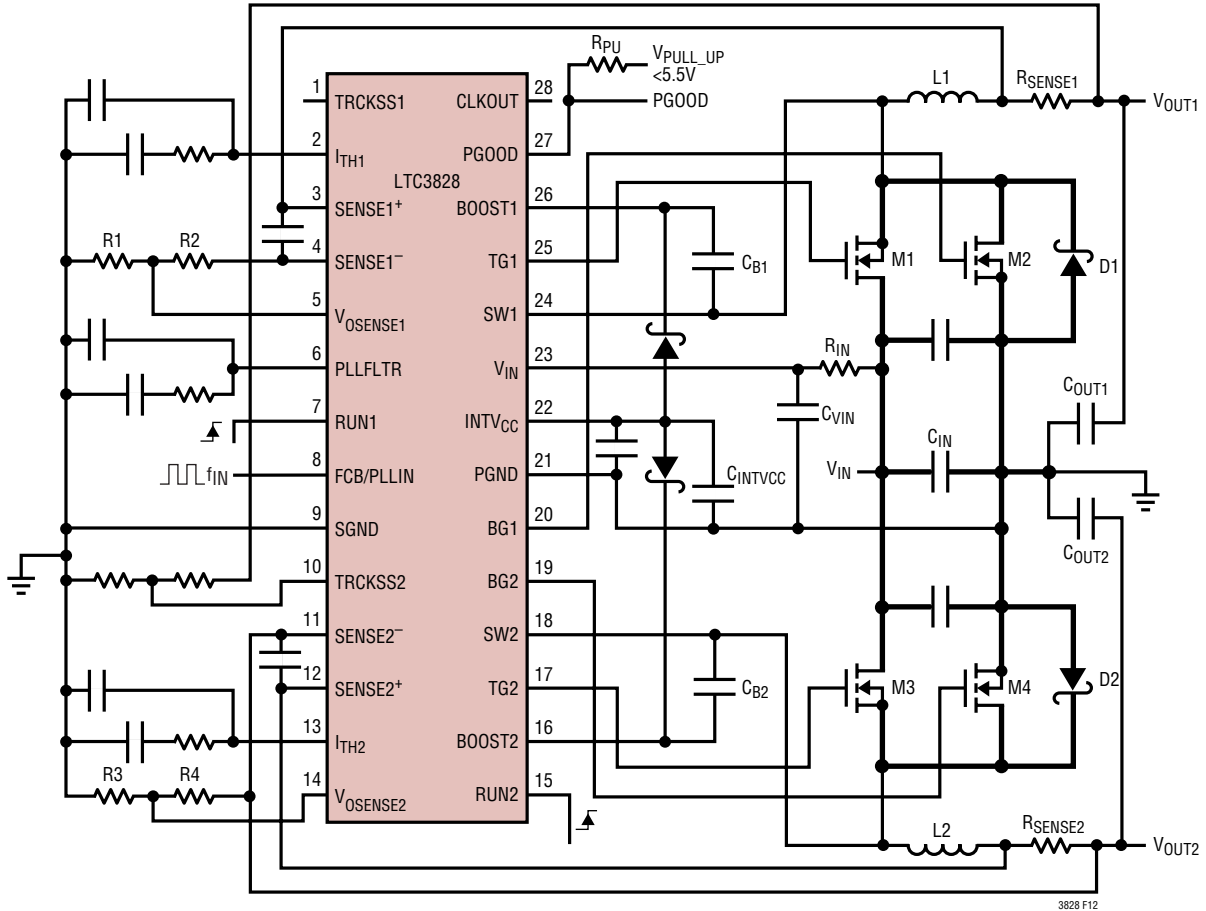 R_PU
V_PULL_UP
<5.5V
PGOOD
L1
R_SENSE1
V_OUT1
1
TRCKSS1
CLKOUT
28
2
I_TH1
PGOOD
27
LTC3828
3
SENSE1+
BOOST1
26
R1
R2
4
SENSE1–
TG1
25
C_B1
M1
M2
D1
5
V_OSENSE1
SW1
24
6
PLLFLTR
V_IN
23
R_IN
7
RUN1
INTV_CC
22
C_VIN
C_OUT1
8
f_IN
FCB/PLLIN
PGND
21
C_INTVCC
V_IN
C_IN
9
SGND
BG1
20
C_OUT2
10
TRCKSS2
BG2
19
11
SENSE2–
SW2
18
12
SENSE2+
TG2
17
C_B2
M3
M4
D2
13
I_TH2
BOOST2
16
R3
R4
14
V_OSENSE2
RUN2
15
L2
R_SENSE2
V_OUT2
3828 F12